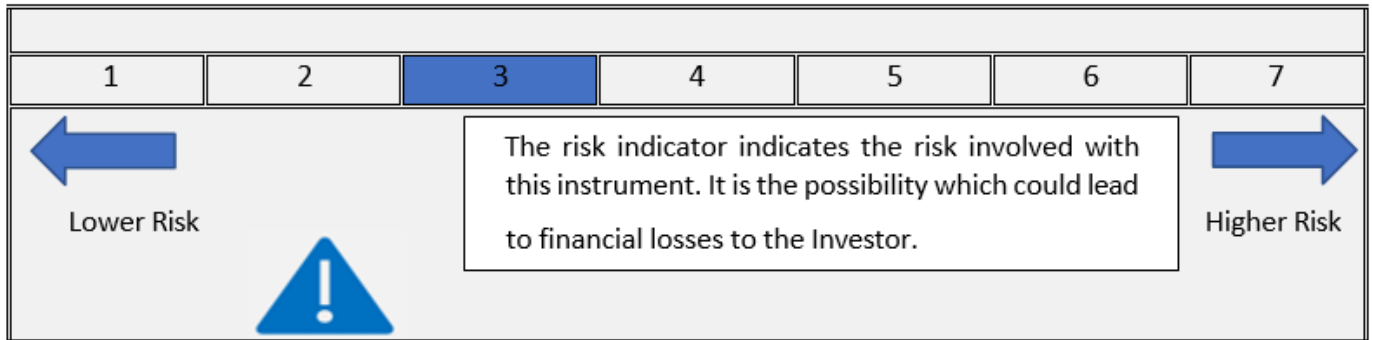 1 2 3 4 5 6 7
The risk indicator indicates the risk involved with
this instrument. It is the possibility which could lead
to financial losses to the Investor.
Lower Risk
Higher Risk
!